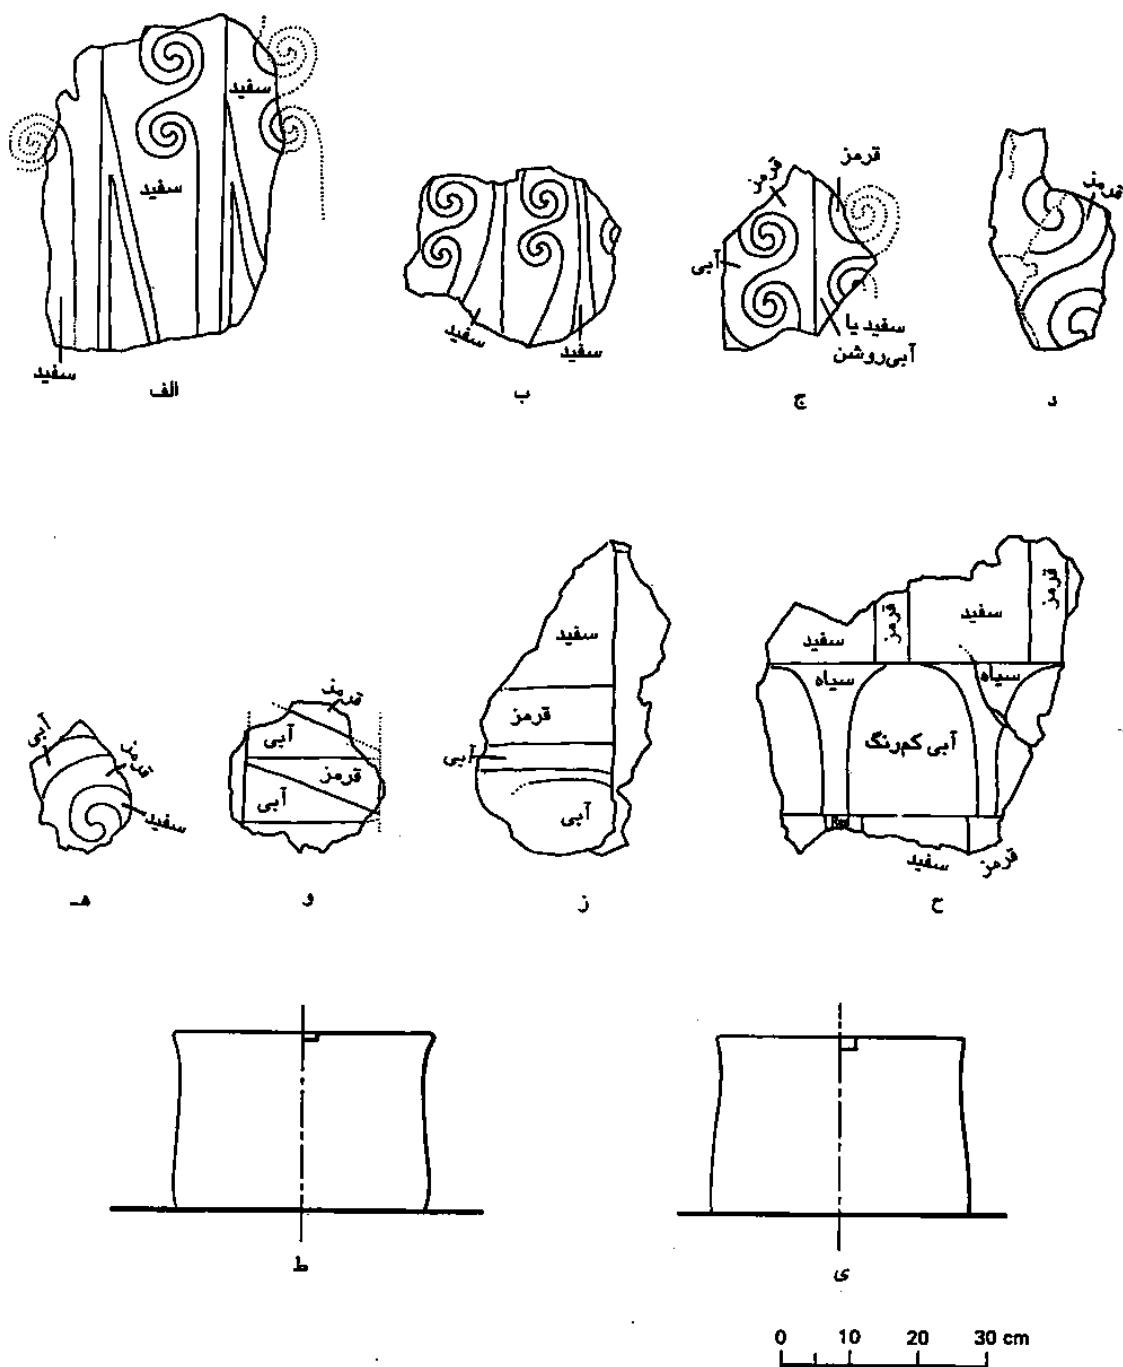 سفید
سفید
سفید
الف
سفید
سفید
ب
قرمز
قرمز
آبی
سفید یا
آبی روشن
ج
قرمز
د
آبی
قرمز
سفید
هـ
قرمز
آبی
قرمز
آبی
و
سفید
قرمز
آبی
آبی
ز
قرمز
سفید
قرمز
سفید
سیاه
سیاه
آبی کم‌رنگ
سفید
قرمز
ح
ط
ی
0 10 20 30 cm